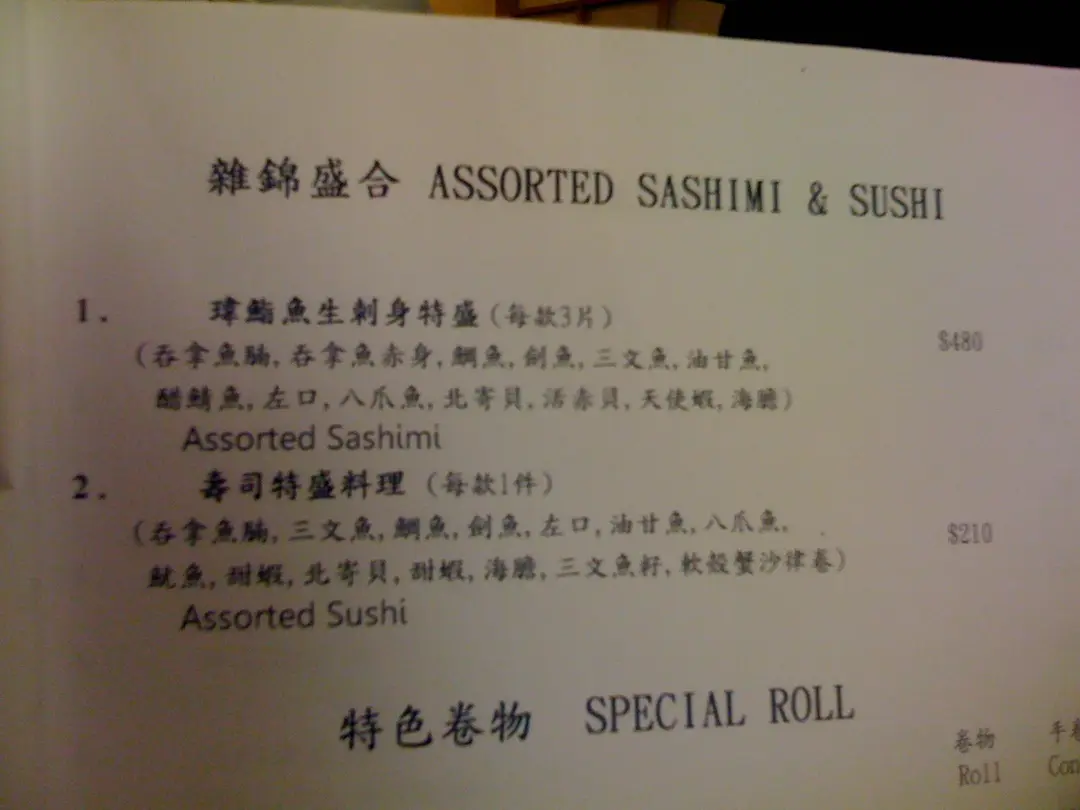 雜錦盛合 ASSORTED SASHIMI & SUSHI
1. 瑋鮨魚生刺身特盛(每款3片) $480
(吞拿魚腩,吞拿魚赤身,鯛魚,劍魚,三文魚,油甘魚,
醋鯖魚,左口,八爪魚,北寄貝,活赤貝,天使蝦,海膽)
Assorted Sashimi
2. 壽司特盛料理 (每款1件) $210
(吞拿魚腩,三文魚,鯛魚,劍魚,左口,油甘魚,八爪魚,
魷魚,甜蝦,北寄貝,甜蝦,海膽,三文魚籽,軟殼蟹沙律卷)
Assorted Sushi
特色卷物 SPECIAL ROLL
卷物 手卷
Roll Con